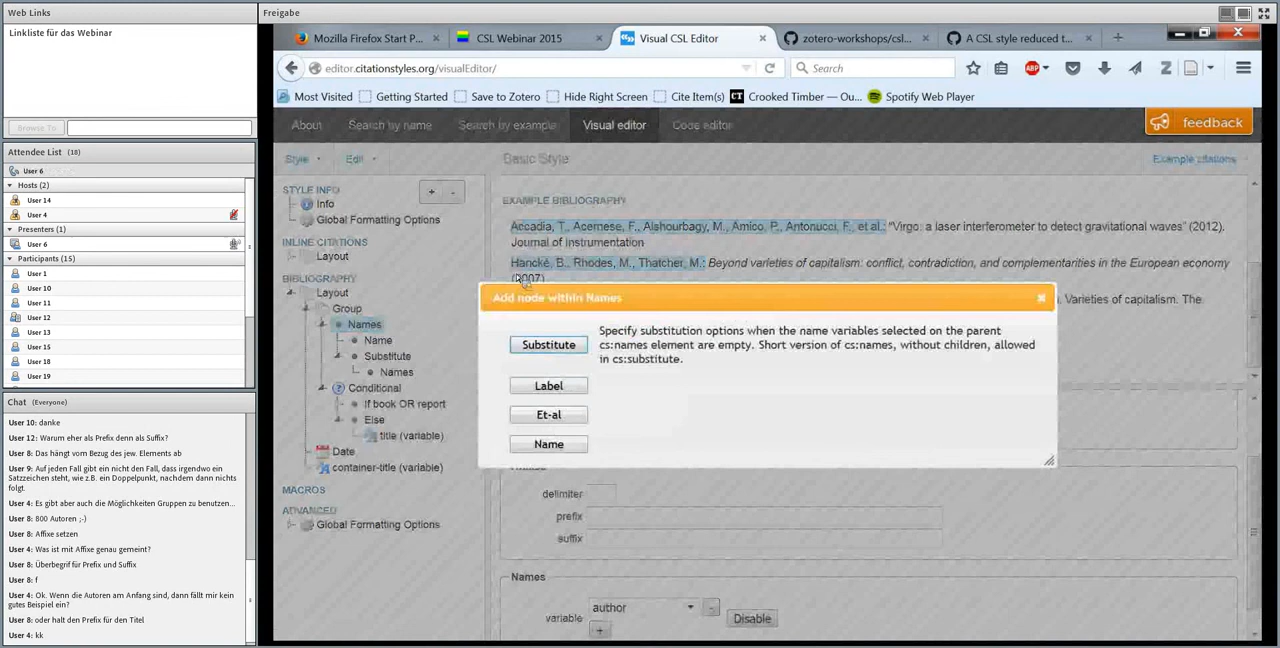 Web Links
Linkliste für das Webinar
Browse To
Attendee List (18)
User 6
Hosts (2)
User 14
User 4
Presenters (1)
User 6
Participants (15)
User 1
User 10
User 11
User 12
User 13
User 15
User 18
User 19
Chat (Everyone)
User 10: danke
User 12: Warum eher als Prefix denn als Suffix?
User 8: Das hängt vom Bezug des jew. Elements ab
User 9: Auf jeden Fall gibt ein nicht den Fall, dass irgendwo ein
Satzzeichen steht, wie z.B. ein Doppelpunkt, nachdem dann nichts
folgt.
User 4: Es gibt aber auch die Möglichkeiten Gruppen zu benutzen...
User 8: 800 Autoren ;-)
User 8: Affixe setzen
User 4: Was ist mit Affixe genau gemeint?
User 8: Überbegrif für Prefix und Suffix
User 8: f
User 4: Ok. Wenn die Autoren am Anfang sind, dann fällt mir kein
gutes Beispiel ein?
User 8: oder halt den Prefix für den Titel
User 4: kk
Freigabe
Mozilla Firefox Start P...
CSL Webinar 2015
Visual CSL Editor
zotero-workshops/csl...
A CSL style reduced t...
editor.citationstyles.org/visualEditor/
Search
ABP
Most Visited
Getting Started
Save to Zotero
Hide Right Screen
Cite Item(s)
CT Crooked Timber — Ou...
Spotify Web Player
About
Search by name
Search by example
Visual editor
Code editor
feedback
Style
Edit
Basic Style
Example citations
STYLE INFO
+ -
Info
Global Formatting Options
INLINE CITATIONS
Layout
BIBLIOGRAPHY
Layout
Group
Names
Name
Substitute
Names
Conditional
If book OR report
Else
title (variable)
Date
container-title (variable)
MACROS
ADVANCED
Global Formatting Options
EXAMPLE BIBLIOGRAPHY
Accadia, T., Acernese, F., Alshourbagy, M., Amico, P., Antonucci, F., et al.: “Virgo: a laser interferometer to detect gravitational waves” (2012).
Journal of Instrumentation
Hancké, B., Rhodes, M., Thatcher, M.: Beyond varieties of capitalism: conflict, contradiction, and complementarities in the European economy
(2007)
Varieties of capitalism. The
Add node within Names
Substitute
Specify substitution options when the name variables selected on the parent
cs:names element are empty. Short version of cs:names, without children, allowed
in cs:substitute.
Label
Et-al
Name
delimiter
prefix
suffix
Names
variable
author
-
Disable
+